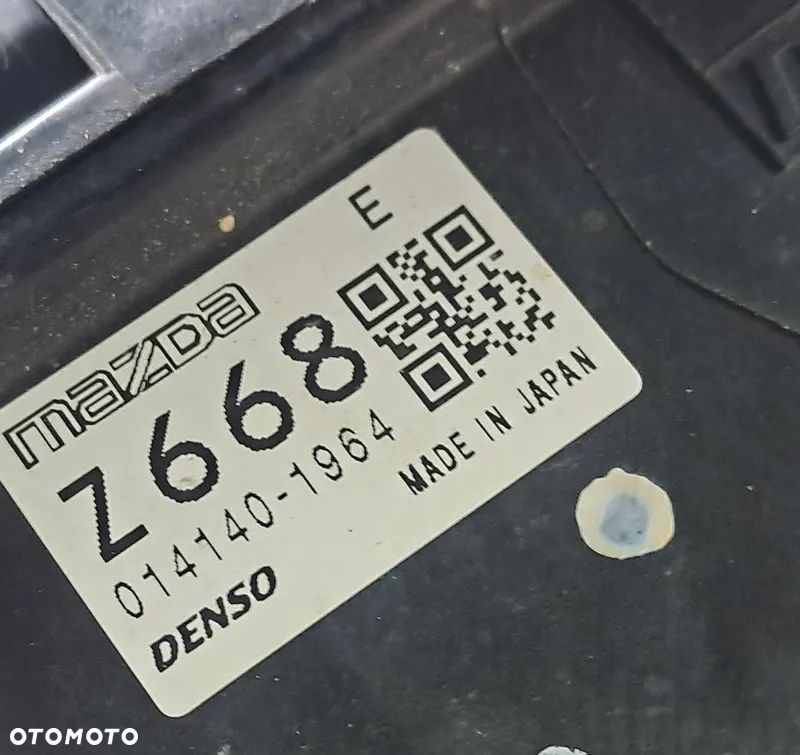 E
mazda
Z668
014140-1964
MADE IN JAPAN
DENSO
OTOMOTO